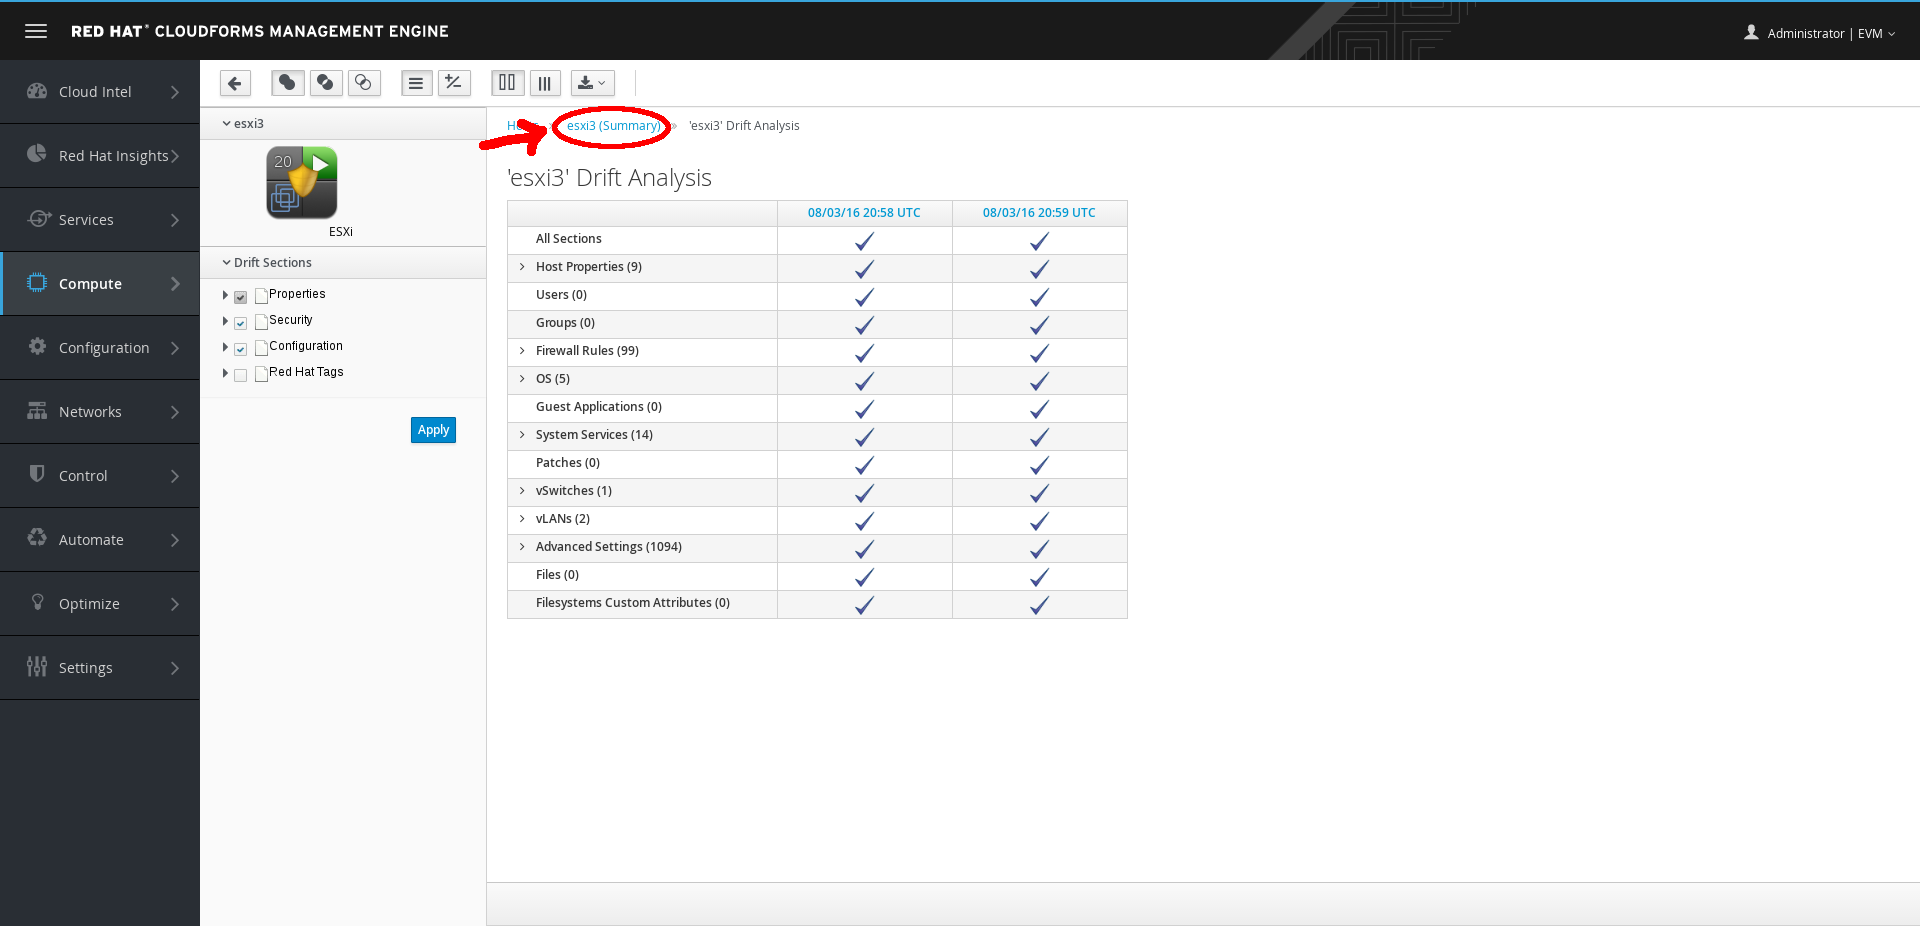 RED HAT® CLOUDFORMS MANAGEMENT ENGINE
Administrator | EVM
Cloud Intel
Red Hat Insights
Services
Compute
Configuration
Networks
Control
Automate
Optimize
Settings
esxi3
20
ESXi
Drift Sections
Properties
Security
Configuration
Red Hat Tags
Apply
esxi3 (Summary) » 'esxi3' Drift Analysis
'esxi3' Drift Analysis
08/03/16 20:58 UTC 08/03/16 20:59 UTC
All Sections
Host Properties (9)
Users (0)
Groups (0)
Firewall Rules (99)
OS (5)
Guest Applications (0)
System Services (14)
Patches (0)
vSwitches (1)
vLANs (2)
Advanced Settings (1094)
Files (0)
Filesystems Custom Attributes (0)